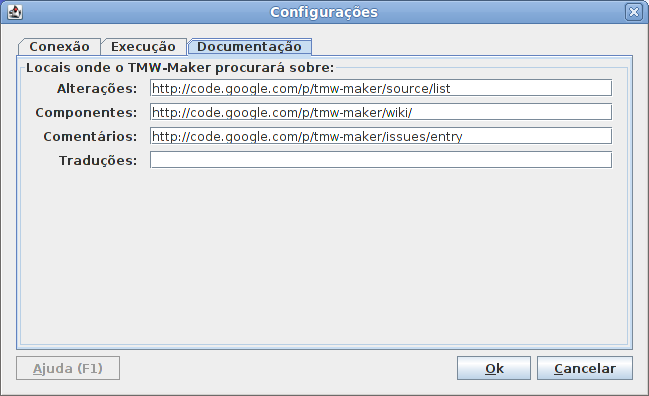 Configurações
Conexão Execução Documentação
Locais onde o TMW-Maker procurará sobre:
Alterações: http://code.google.com/p/tmw-maker/source/list
Componentes: http://code.google.com/p/tmw-maker/wiki/
Comentários: http://code.google.com/p/tmw-maker/issues/entry
Traduções:
Ajuda (F1) Ok Cancelar